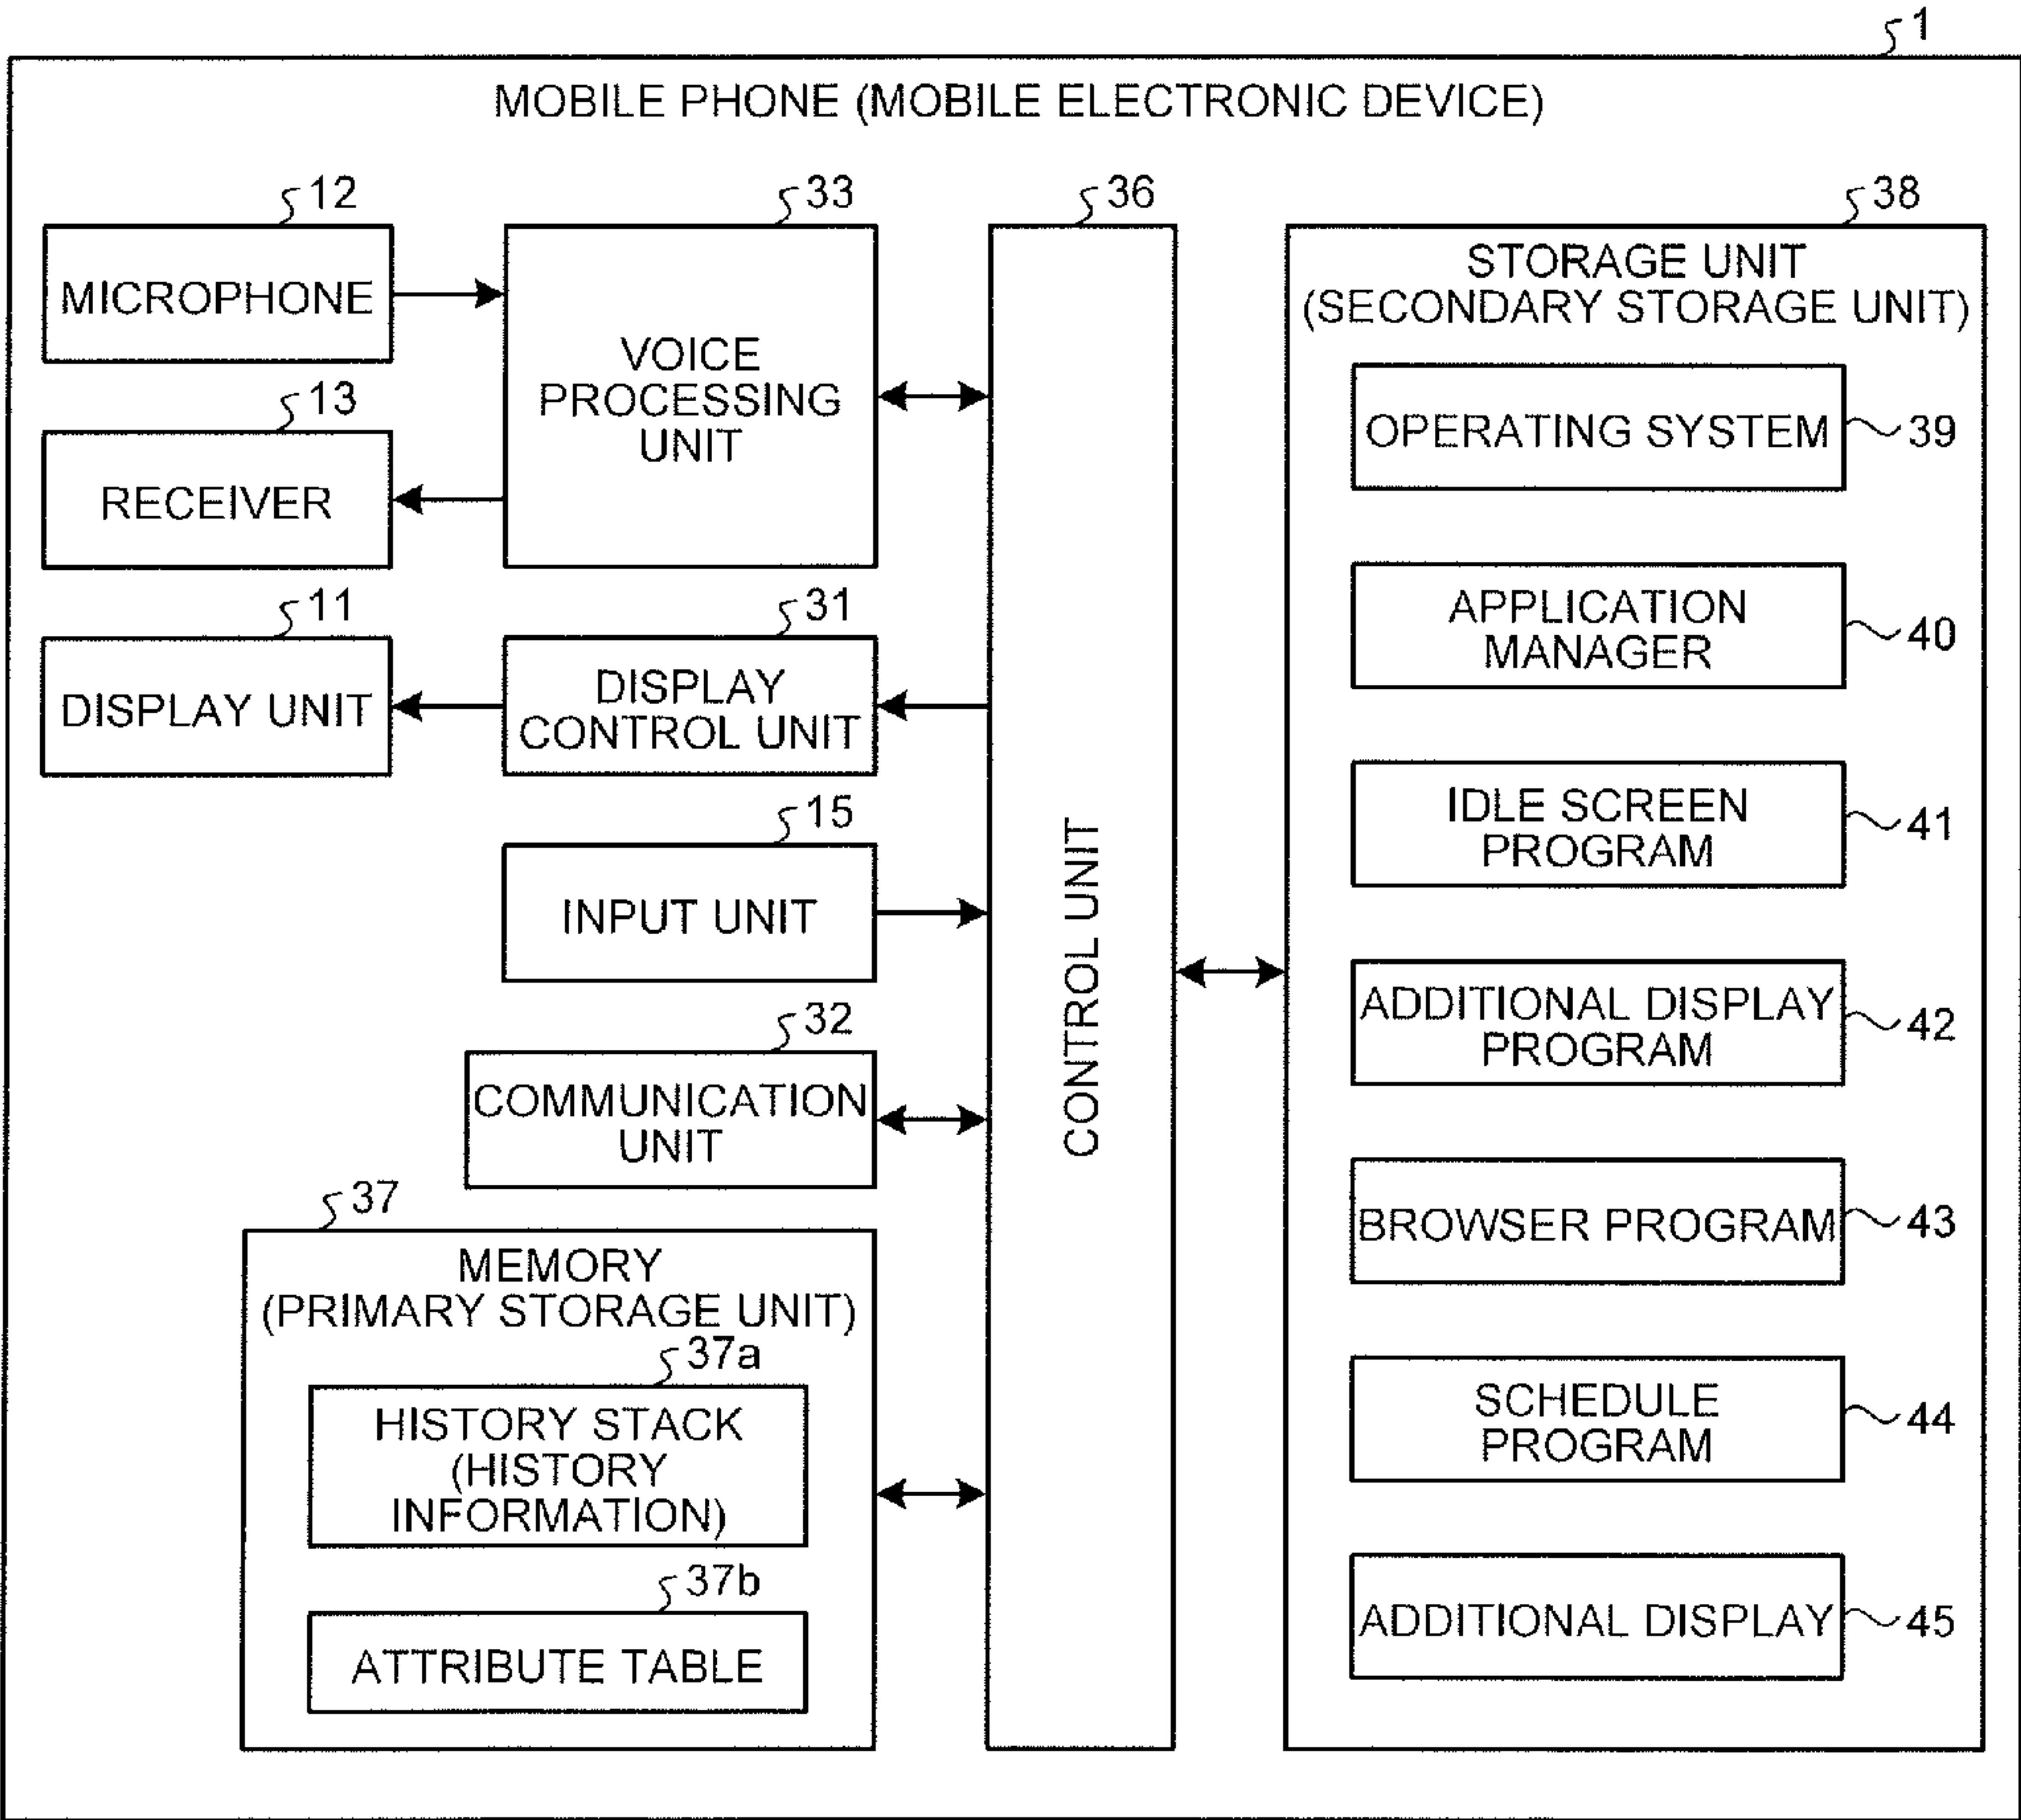 1
MOBILE PHONE (MOBILE ELECTRONIC DEVICE)
12
MICROPHONE
13
RECEIVER
33
VOICE
PROCESSING
UNIT
11
DISPLAY UNIT
31
DISPLAY
CONTROL UNIT
15
INPUT UNIT
32
COMMUNICATION
UNIT
37
MEMORY
(PRIMARY STORAGE UNIT)
37a
HISTORY STACK
(HISTORY
INFORMATION)
37b
ATTRIBUTE TABLE
36
CONTROL UNIT
38
STORAGE UNIT
(SECONDARY STORAGE UNIT)
OPERATING SYSTEM
39
APPLICATION
MANAGER
40
IDLE SCREEN
PROGRAM
41
ADDITIONAL DISPLAY
PROGRAM
42
BROWSER PROGRAM
43
SCHEDULE
PROGRAM
44
ADDITIONAL DISPLAY
45